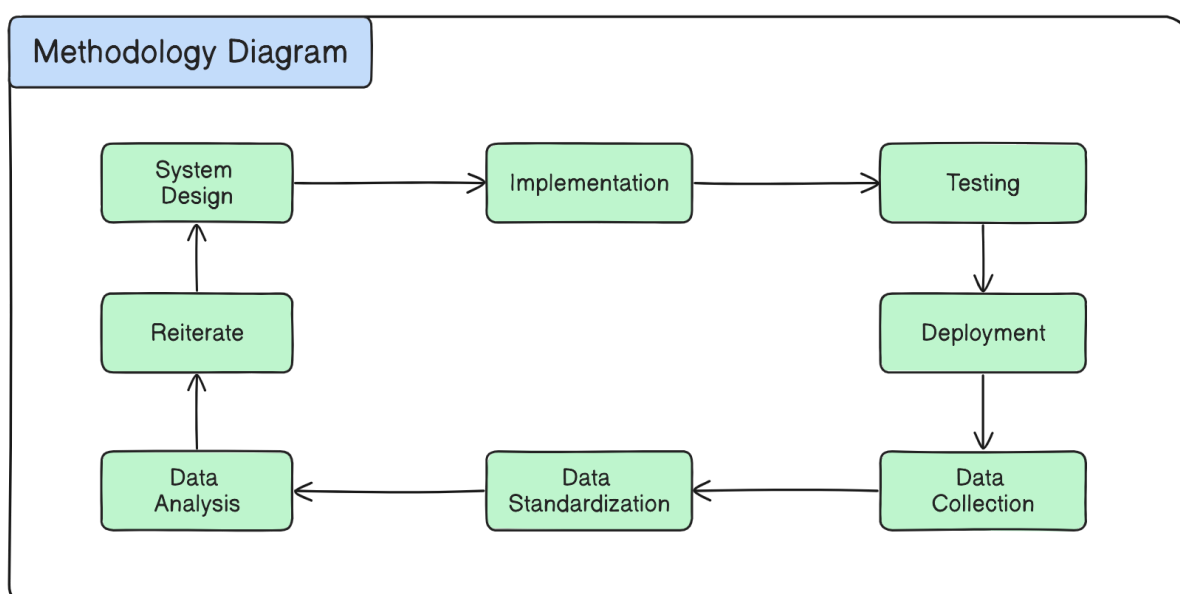 Methodology Diagram
System
Design
Implementation
Testing
Reiterate
Deployment
Data
Analysis
Data
Standardization
Data
Collection